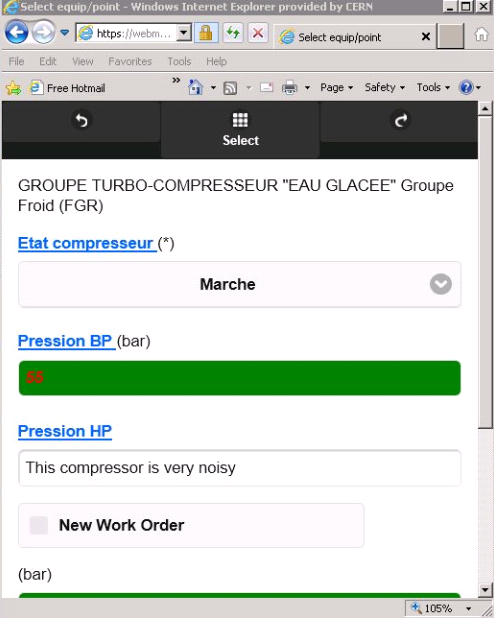 Select equip/point - Windows Internet Explorer provided by CERN
https://webm...
Select equip/point
File Edit View Favorites Tools Help
Free Hotmail » Page Safety Tools
Select
GROUPE TURBO-COMPRESSEUR "EAU GLACEE" Groupe
Froid (FGR)
Etat compresseur (*)
Marche
Pression BP (bar)
55
Pression HP
This compressor is very noisy
New Work Order
(bar)
105%